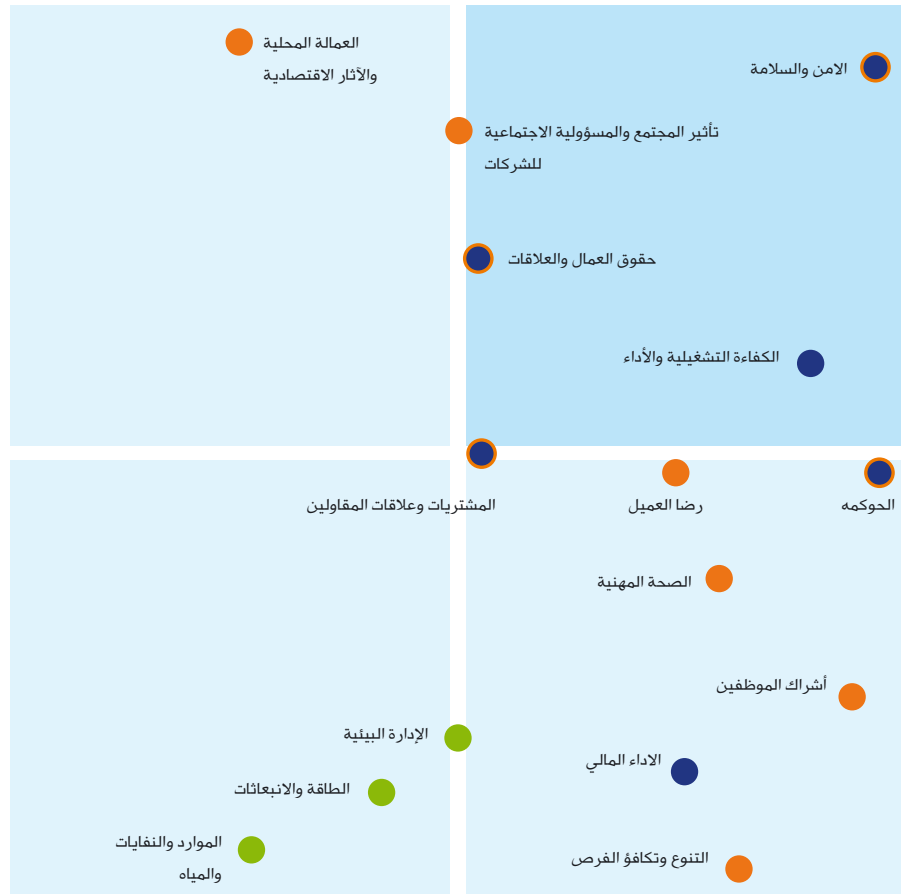 العمالة المحلية
والآثار الاقتصادية
الامن والسلامة
تأثير المجتمع والمسؤولية الاجتماعية
للشركات
حقوق العمال والعلاقات
الكفاءة التشغيلية والأداء
الحوكمه
رضا العميل
المشتريات وعلاقات المقاولين
الصحة المهنية
أشراك الموظفين
الإدارة البيئية
الاداء المالي
الطاقة والانبعاثات
الموارد والنفايات
والمياه
التنوع وتكافؤ الفرص